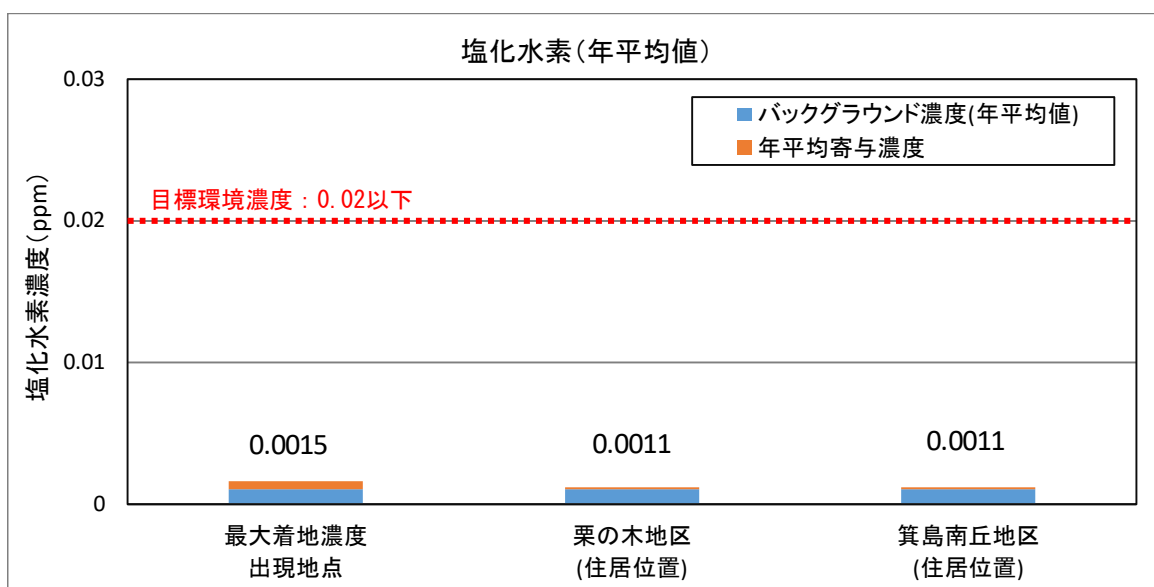 塩化水素(年平均値)
0.03
バックグラウンド濃度(年平均値)
年平均寄与濃度
目標環境濃度:0.02以下
0.02
塩化水素濃度(ppm)
0.01
0.0015
0.0011
0.0011
0
最大着地濃度
出現地点
栗の木地区
(住居位置)
箕島南丘地区
(住居位置)